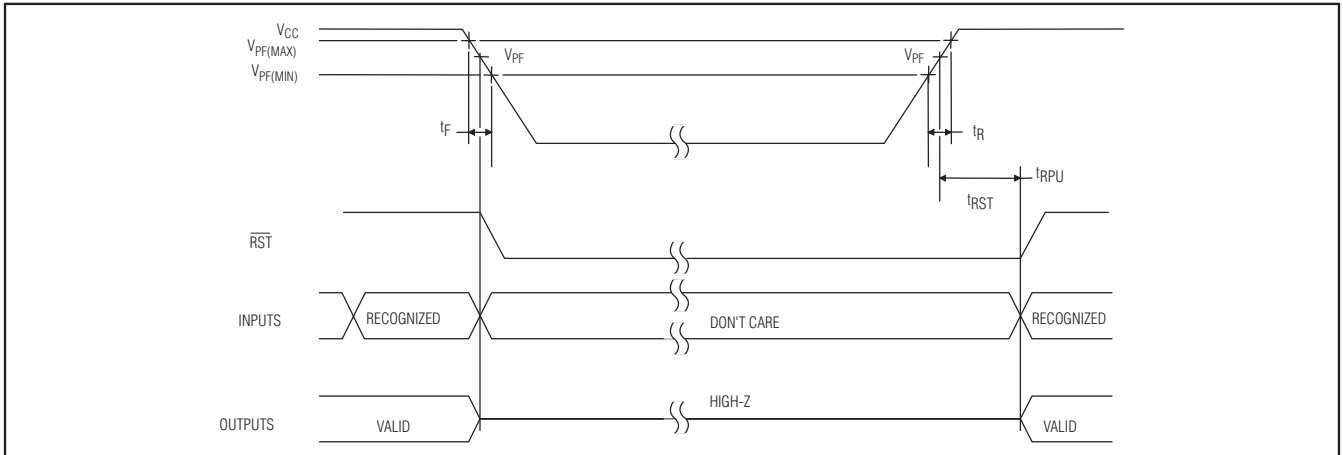 VCC
VPF(MAX)
VPF VPF
VPF(MIN)
tF tR
tRPU
tRST
RST
INPUTS RECOGNIZED DON'T CARE RECOGNIZED
HIGH-Z
OUTPUTS VALID VALID